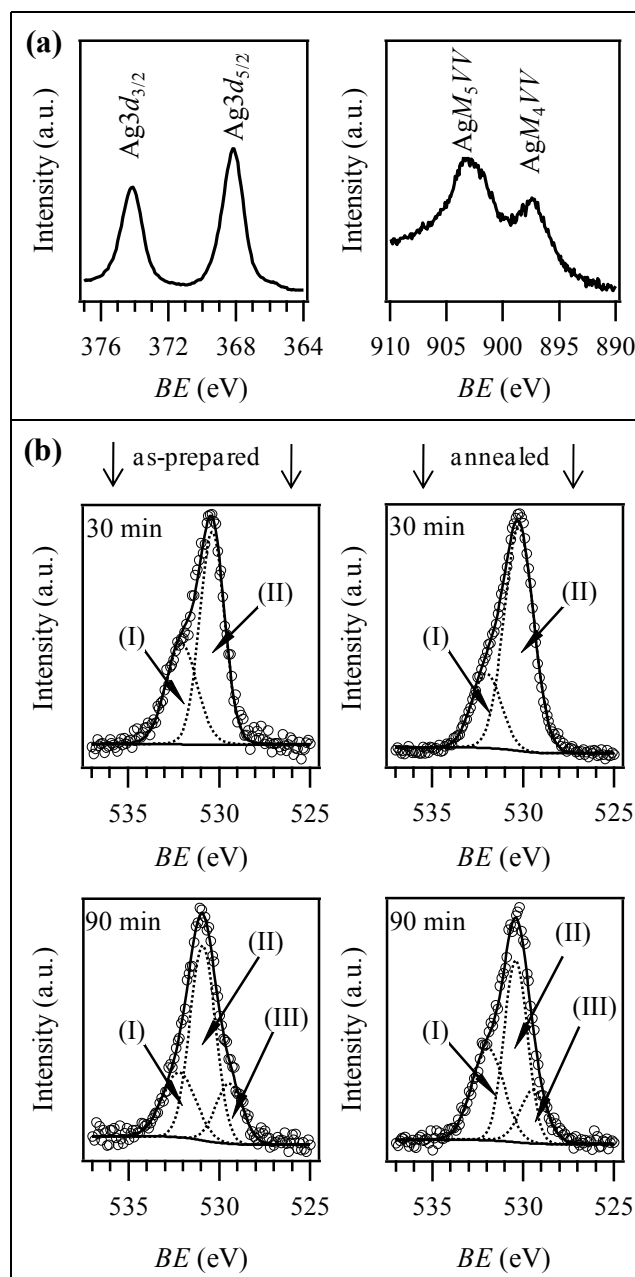 (a)
Intensity (a.u.)
Ag3d3/2
Ag3d5/2
376 372 368 364
BE (eV)
Intensity (a.u.)
AgM5VV
AgM4VV
910 905 900 895 890
BE (eV)
(b)
as-prepared
annealed
30 min
(I)
(II)
Intensity (a.u.)
535 530 525
BE (eV)
30 min
(I)
(II)
Intensity (a.u.)
535 530 525
BE (eV)
90 min
(I)
(II)
(III)
Intensity (a.u.)
535 530 525
BE (eV)
90 min
(I)
(II)
(III)
Intensity (a.u.)
535 530 525
BE (eV)